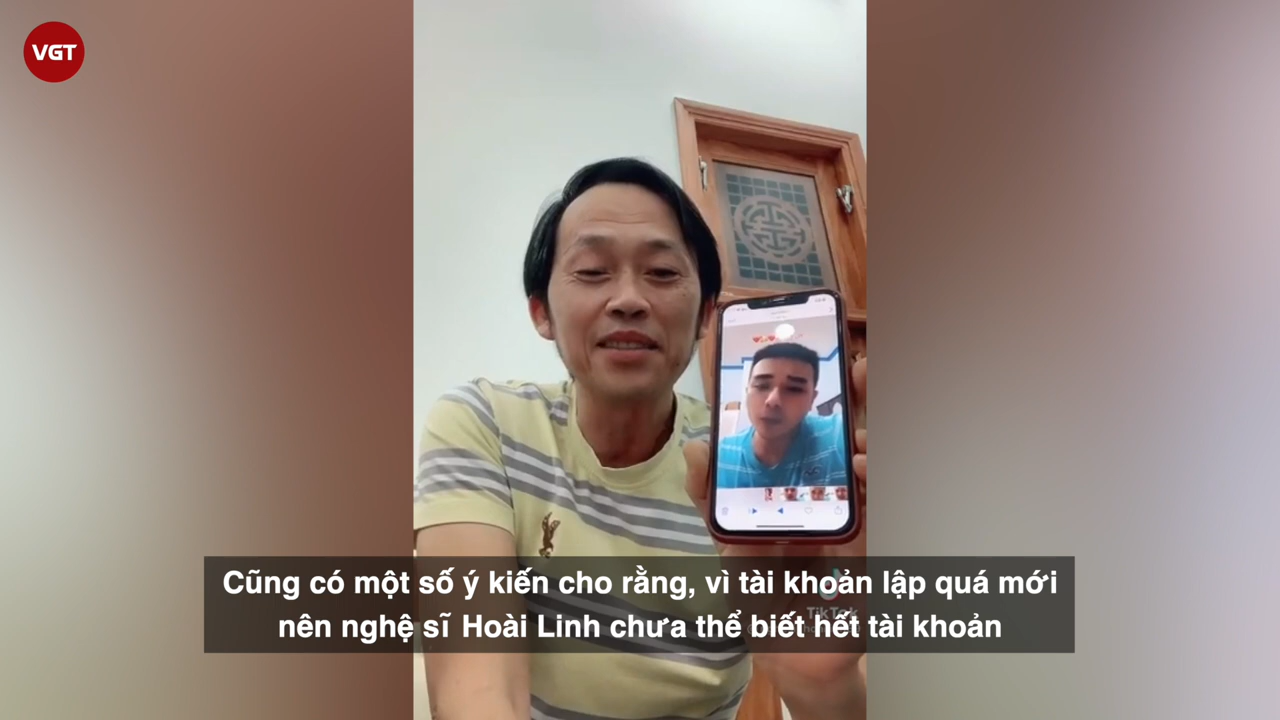 VGT
Cũng có một số ý kiến cho rằng, vì tài khoản lập quá mới
nên nghệ sĩ Hoài Linh chưa thể biết hết tài khoản
TikTok